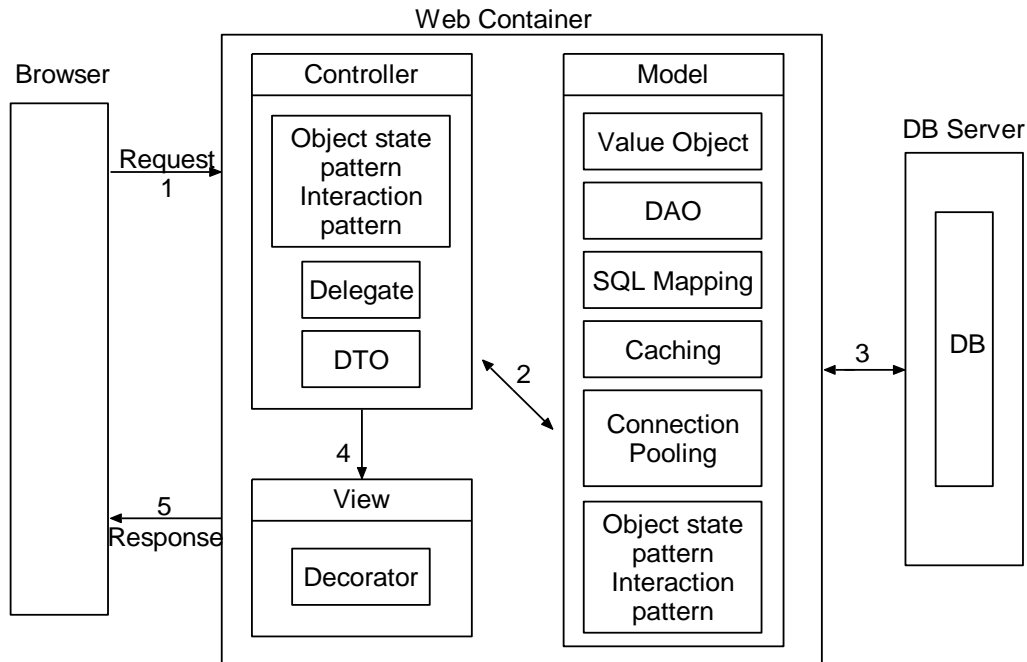 Web Container
Browser
Request
1
5
Response
Controller
Object state
pattern
Interaction
pattern
Delegate
DTO
4
View
Decorator
2
Model
Value Object
DAO
SQL Mapping
Caching
Connection
Pooling
Object state
pattern
Interaction
pattern
3
DB Server
DB